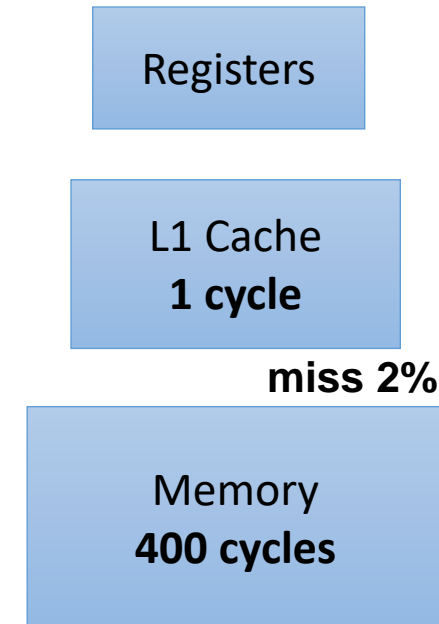 Registers
L1 Cache
1 cycle
miss 2%
Memory
400 cycles